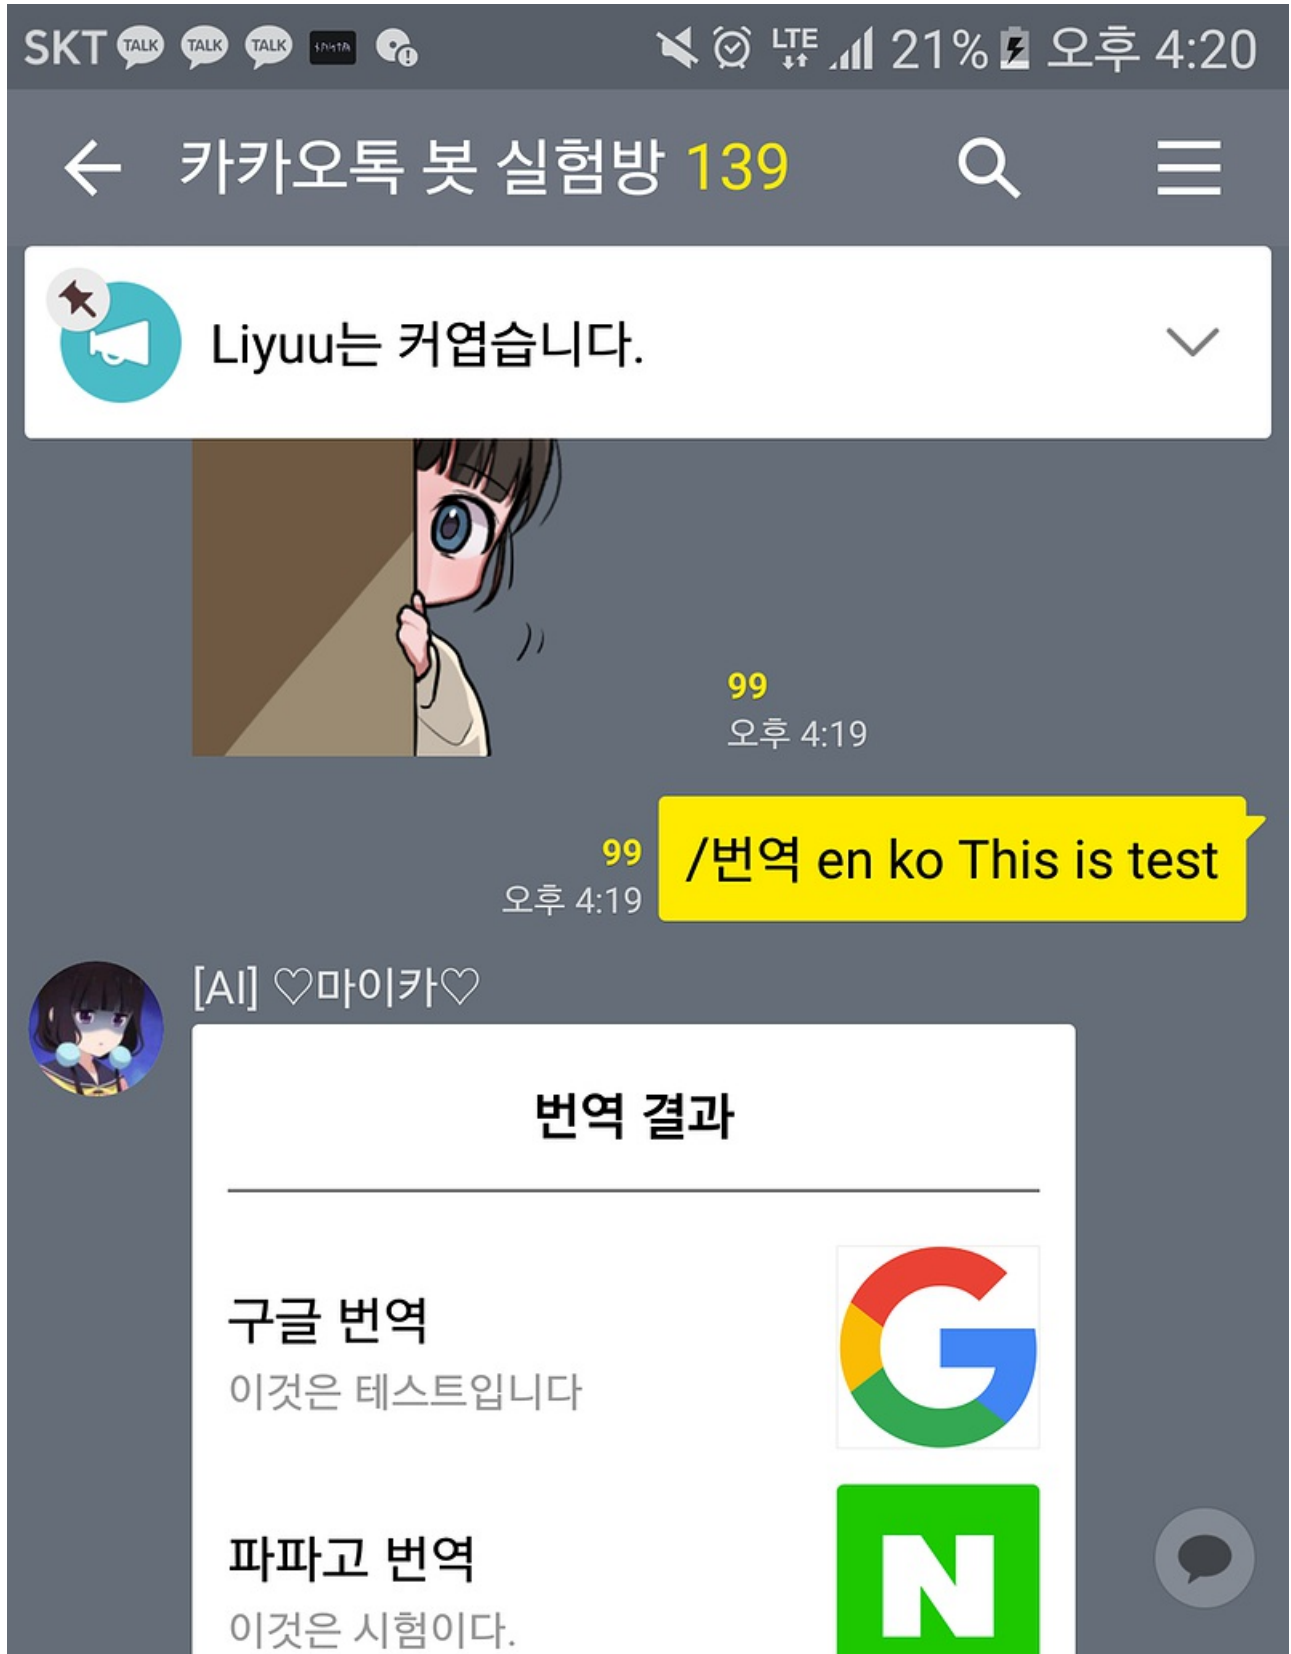 SKT TALK TALK TALK LTE 21% 오후 4:20
카카오톡 봇 실험방 139
Liyuu는 커엽습니다.
99
오후 4:19
/번역 en ko This is test
99
오후 4:19
[AI] ♡마이카♡
번역 결과
구글 번역
이것은 테스트입니다
파파고 번역
이것은 시험이다.